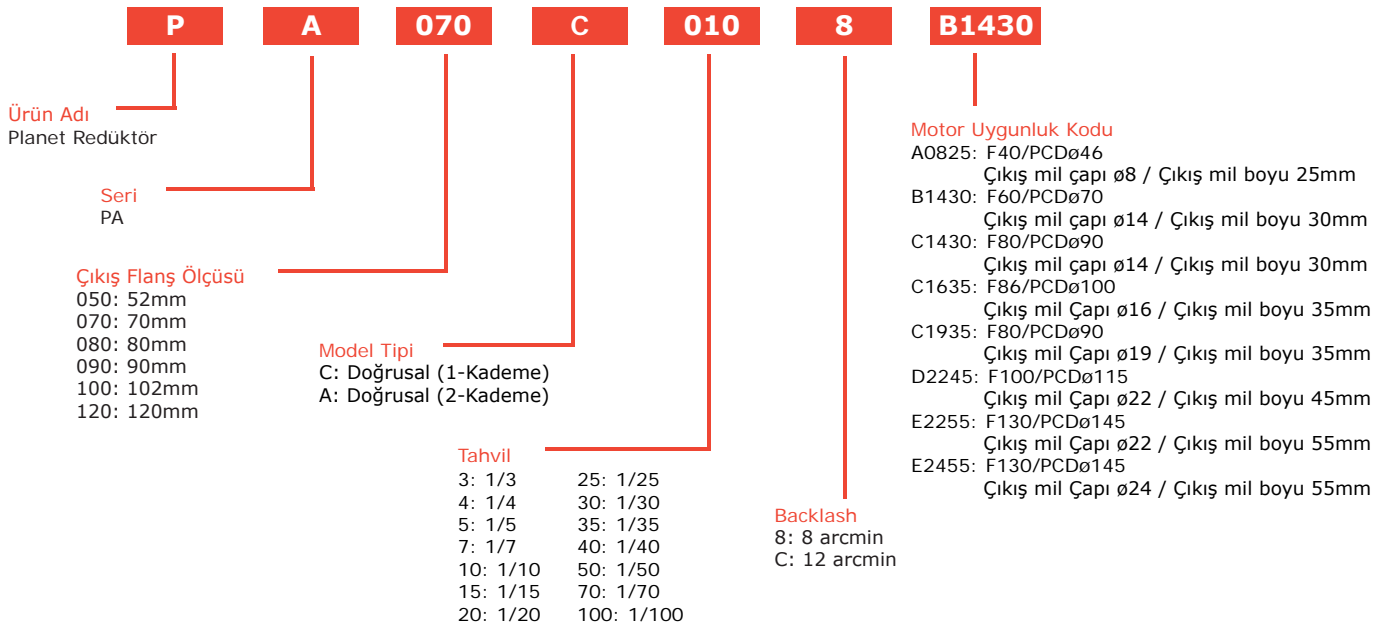 P A 070 C 010 8 B1430
Ürün Adı
Planet Redüktör
Seri
PA
Çıkış Flanş Ölçüsü
050: 52mm
070: 70mm
080: 80mm
090: 90mm
100: 102mm
120: 120mm
Model Tipi
C: Doğrusal (1-Kademe)
A: Doğrusal (2-Kademe)
Tahvil
3: 1/3 25: 1/25
4: 1/4 30: 1/30
5: 1/5 35: 1/35
7: 1/7 40: 1/40
10: 1/10 50: 1/50
15: 1/15 70: 1/70
20: 1/20 100: 1/100
Backlash
8: 8 arcmin
C: 12 arcmin
Motor Uygunluk Kodu
A0825: F40/PCDø46
Çıkış mil çapı ø8 / Çıkış mil boyu 25mm
B1430: F60/PCDø70
Çıkış mil çapı ø14 / Çıkış mil boyu 30mm
C1430: F80/PCDø90
Çıkış mil çapı ø14 / Çıkış mil boyu 30mm
C1635: F86/PCDø100
Çıkış mil Çapı ø16 / Çıkış mil boyu 35mm
C1935: F80/PCDø90
Çıkış mil Çapı ø19 / Çıkış mil boyu 35mm
D2245: F100/PCDø115
Çıkış mil Çapı ø22 / Çıkış mil boyu 45mm
E2255: F130/PCDø145
Çıkış mil Çapı ø22 / Çıkış mil boyu 55mm
E2455: F130/PCDø145
Çıkış mil Çapı ø24 / Çıkış mil boyu 55mm